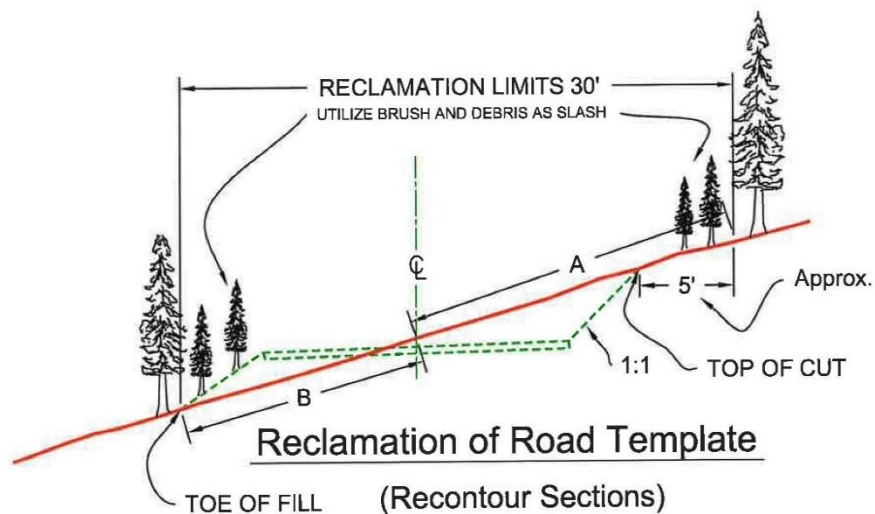 RECLAMATION LIMITS 30'
UTILIZE BRUSH AND DEBRIS AS SLASH
℄
A
5'
Approx.
1:1
TOP OF CUT
B
Reclamation of Road Template
TOE OF FILL
(Recontour Sections)